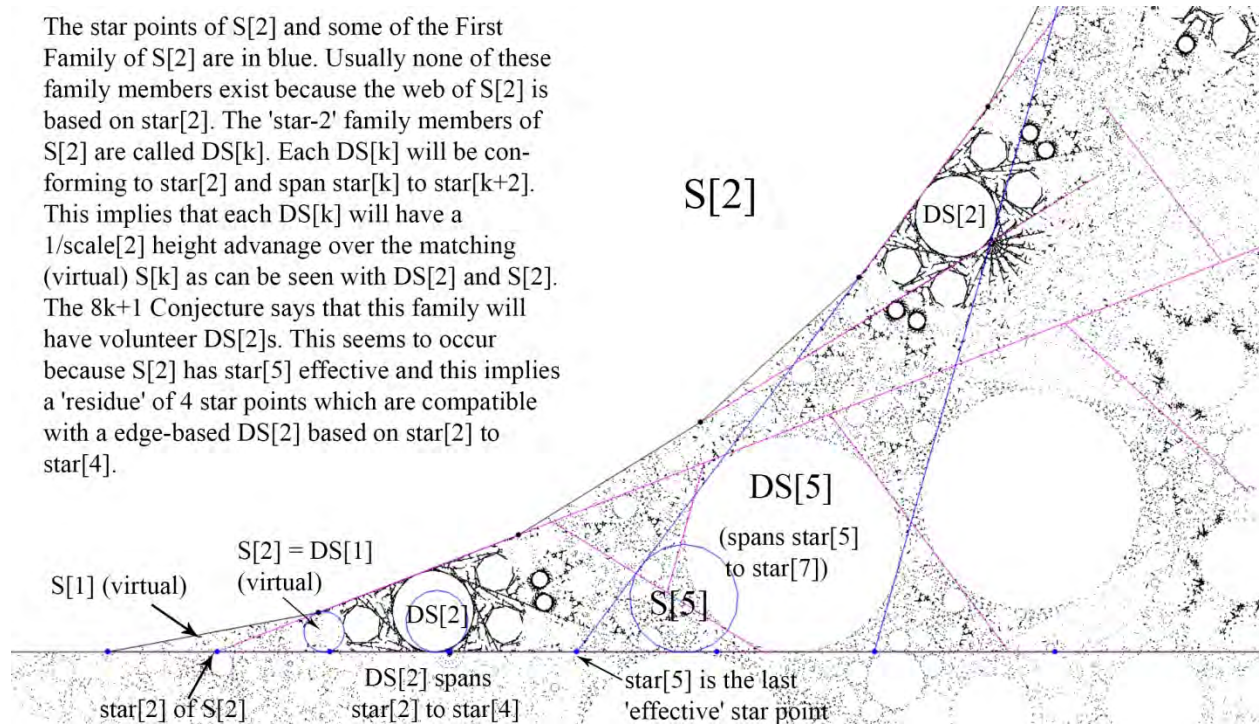 The star points of S[2] and some of the First
Family of S[2] are in blue. Usually none of these
family members exist because the web of S[2] is
based on star[2]. The 'star-2' family members of
S[2] are called DS[k]. Each DS[k] will be con-
forming to star[2] and span star[k] to star[k+2].
This implies that each DS[k] will have a
1/scale[2] height advanage over the matching
(virtual) S[k] as can be seen with DS[2] and S[2].
The 8k+1 Conjecture says that this family will
have volunteer DS[2]s. This seems to occur
because S[2] has star[5] effective and this implies
a 'residue' of 4 star points which are compatible
with a edge-based DS[2] based on star[2] to
star[4].
S[2]
DS[2]
DS[5]
(spans star[5]
to star[7])
S[2] = DS[1]
(virtual)
S[1] (virtual)
DS[2]
S[5]
star[2] of S[2]
DS[2] spans
star[2] to star[4]
star[5] is the last
'effective' star point